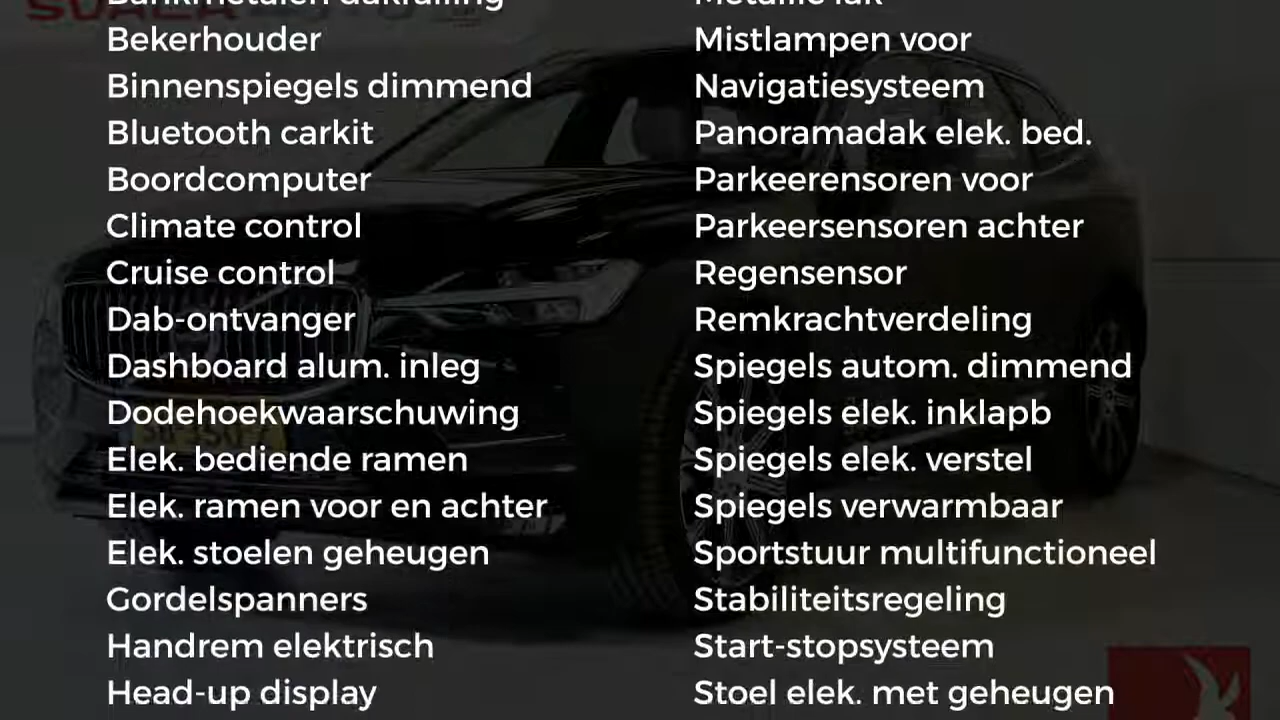 Bekerhouder
Binnenspiegels dimmend
Bluetooth carkit
Boordcomputer
Climate control
Cruise control
Dab-ontvanger
Dashboard alum. inleg
Dodehoekwaarschuwing
Elek. bediende ramen
Elek. ramen voor en achter
Elek. stoelen geheugen
Gordelspanners
Handrem elektrisch
Head-up display
Metallic lak
Mistlampen voor
Navigatiesysteem
Panoramadak elek. bed.
Parkeerensoren voor
Parkeersensoren achter
Regensensor
Remkrachtverdeling
Spiegels autom. dimmend
Spiegels elek. inklapb
Spiegels elek. verstel
Spiegels verwarmbaar
Sportstuur multifunctioneel
Stabiliteitsregeling
Start-stopsysteem
Stoel elek. met geheugen